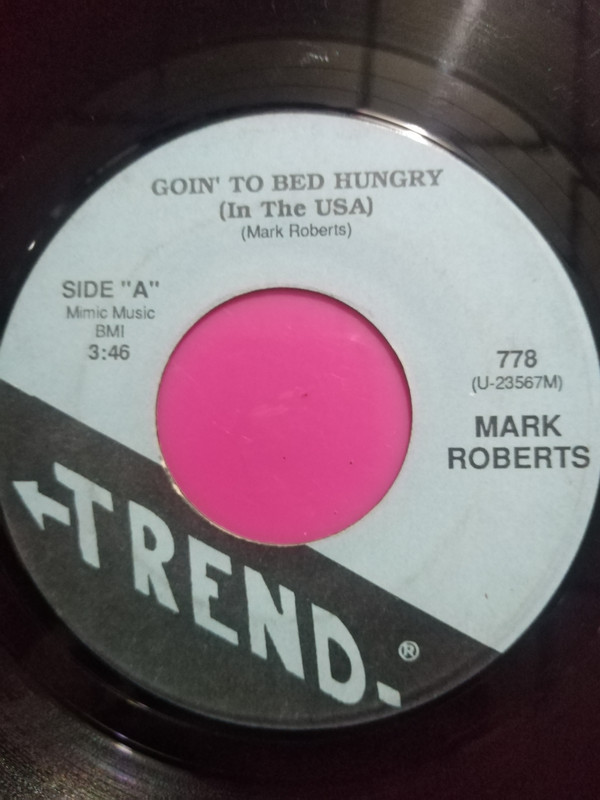 GOIN' TO BED HUNGRY
(In The USA)
(Mark Roberts)
SIDE "A"
Mimic Music
BMI
3:46
778
(U-23567M)
MARK
ROBERTS
TREND ®